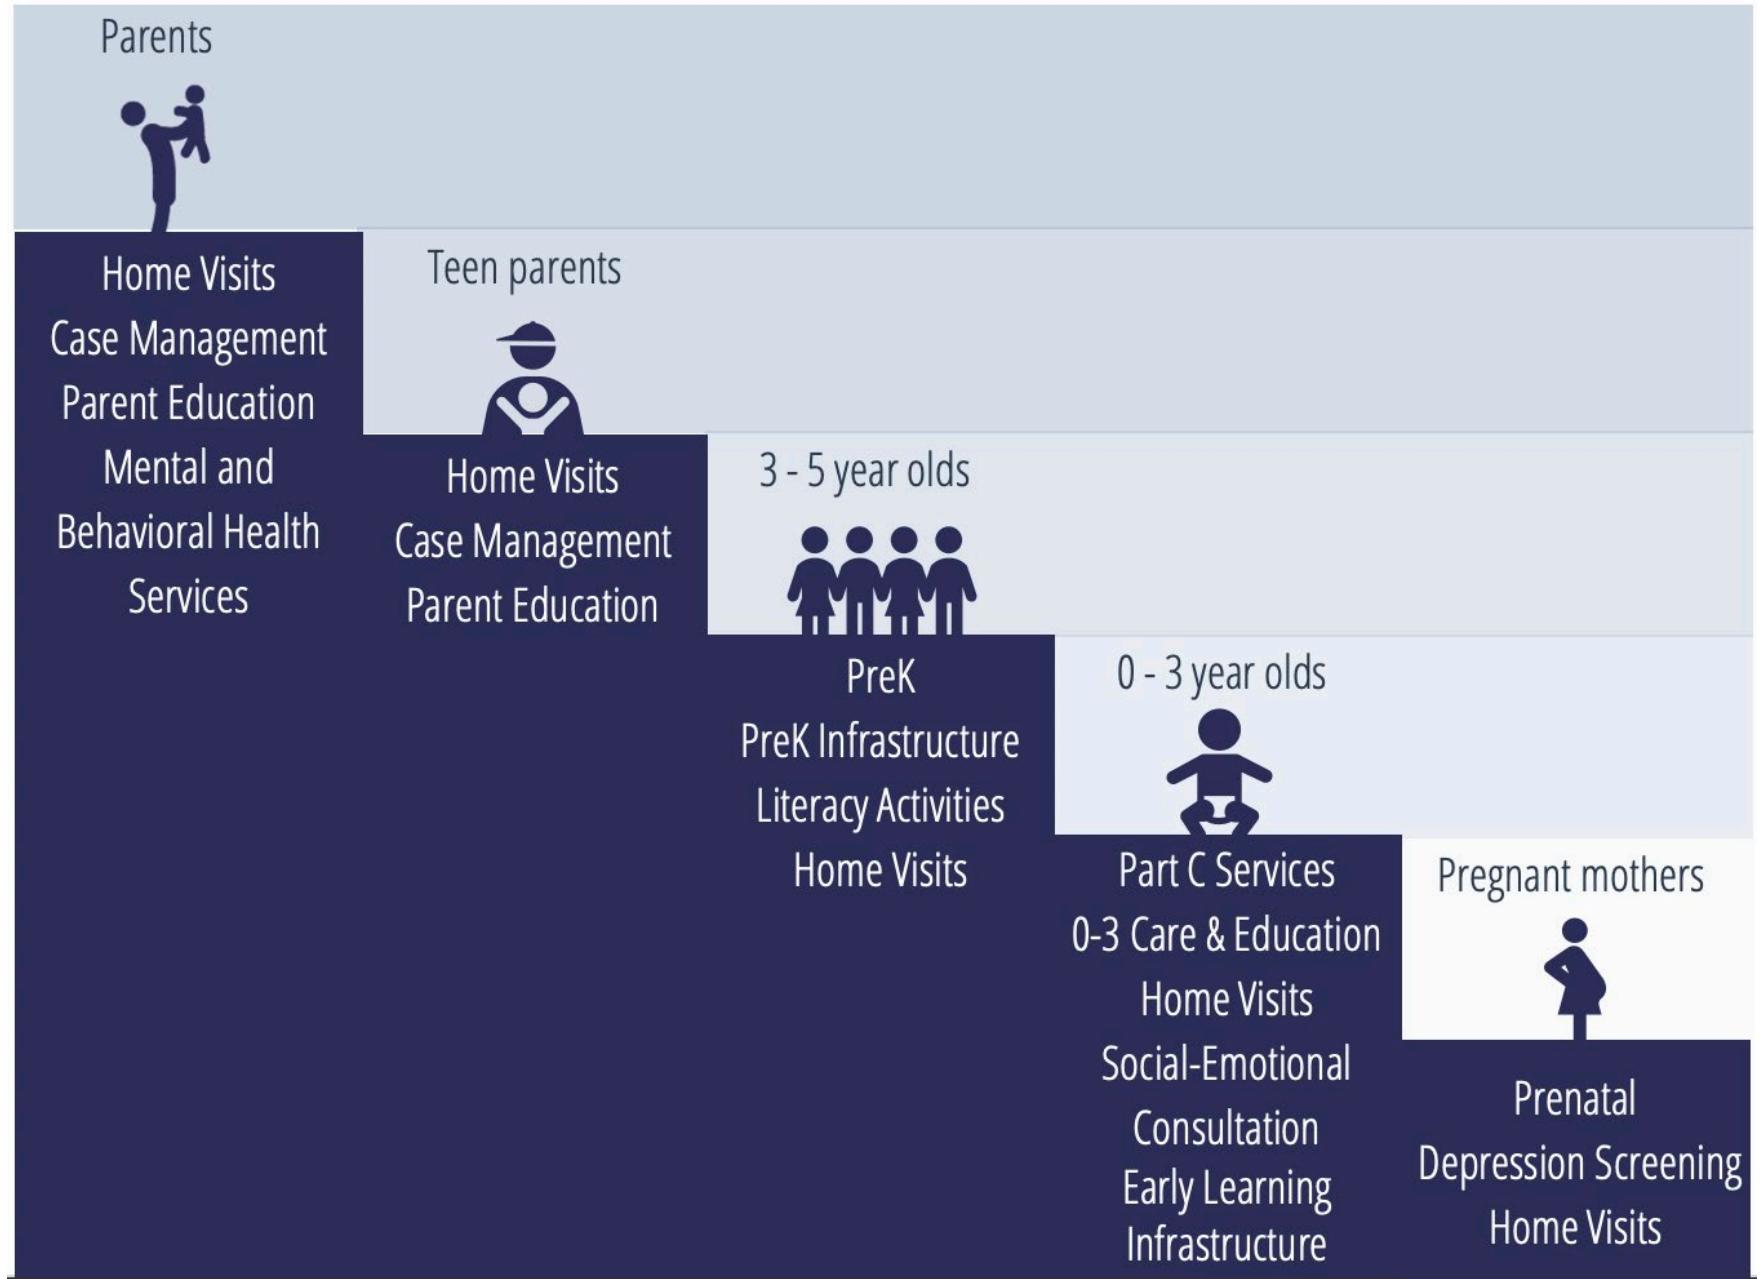 Parents
Home Visits
Case Management
Parent Education
Mental and
Behavioral Health
Services
Teen parents
Home Visits
Case Management
Parent Education
3 - 5 year olds
PreK
PreK Infrastructure
Literacy Activities
Home Visits
0 - 3 year olds
Part C Services
0-3 Care & Education
Home Visits
Social-Emotional
Consultation
Early Learning
Infrastructure
Pregnant mothers
Prenatal
Depression Screening
Home Visits